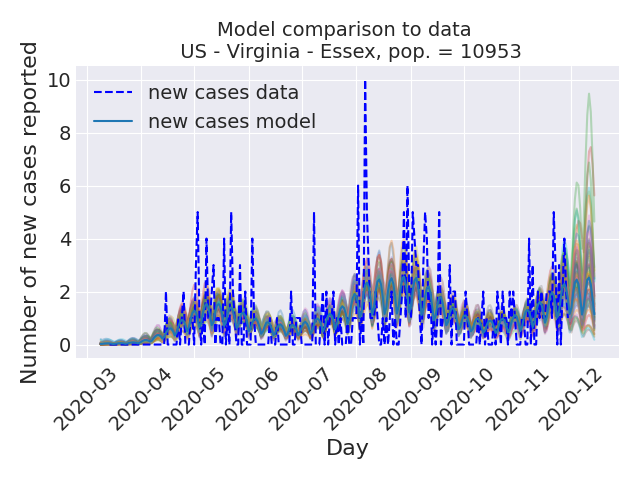 Model comparison to data
US - Virginia - Essex, pop. = 10953
Number of new cases reported
10
8
6
4
2
0
new cases data
new cases model
2020-03
2020-04
2020-05
2020-06
2020-07
2020-08
2020-09
2020-10
2020-11
2020-12
Day